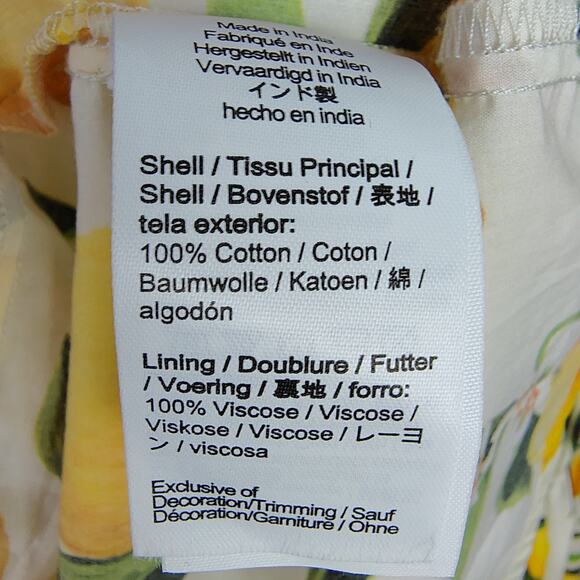 Made in India
Fabriqué en Inde
Hergestellt in Indien
Vervaardigd in India
インド製
hecho en india
Shell / Tissu Principal /
Shell / Bovenstof / 表地 /
tela exterior:
100% Cotton / Coton /
Baumwolle / Katoen / 綿 /
algodón
Lining / Doublure / Futter
/ Voering / 裏地 / forro:
100% Viscose / Viscose /
Viskose / Viscose / レーヨ
ン / viscosa
Exclusive of
Decoration/Trimming / Sauf
Décoration/Garniture / Ohne